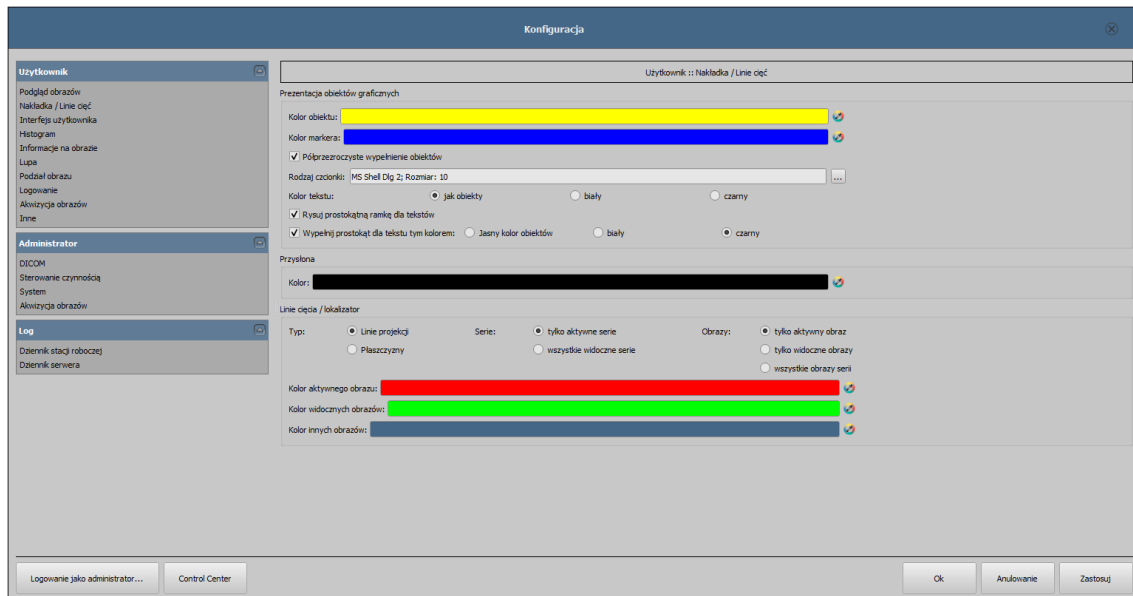 Konfiguracja
Użytkownik
Podgląd obrazów
Nakładka / Linie cięć
Interfejs użytkownika
Histogram
Informacje na obrazie
Lupa
Podział obrazu
Logowanie
Akwizycja obrazów
Inne
Administrator
DICOM
Sterowanie czynnością
System
Akwizycja obrazów
Log
Dziennik stacji roboczej
Dziennik serwera
Użytkownik :: Nakładka / Linie cięć
Prezentacja obiektów graficznych
Kolor obiektu:
Kolor markera:
Półprzezroczyste wypełnienie obiektów
Rodzaj czcionki: MS Shell Dlg 2; Rozmiar: 10 ...
Kolor tekstu: jak obiekty biały czarny
Rysuj prostokątną ramkę dla tekstów
Wypełnij prostokąt dla tekstu tym kolorem: Jasny kolor obiektów biały czarny
Przysłona
Kolor:
Linie cięcia / lokalizator
Typ: Linie projekcji Serie: tylko aktywne serie Obrazy: tylko aktywny obraz
Płaszczyzny wszystkie widoczne serie tylko widoczne obrazy
wszystkie obrazy serii
Kolor aktywnego obrazu:
Kolor widocznych obrazów:
Kolor innych obrazów:
Logowanie jako administrator... Control Center Ok Anulowanie Zastosuj